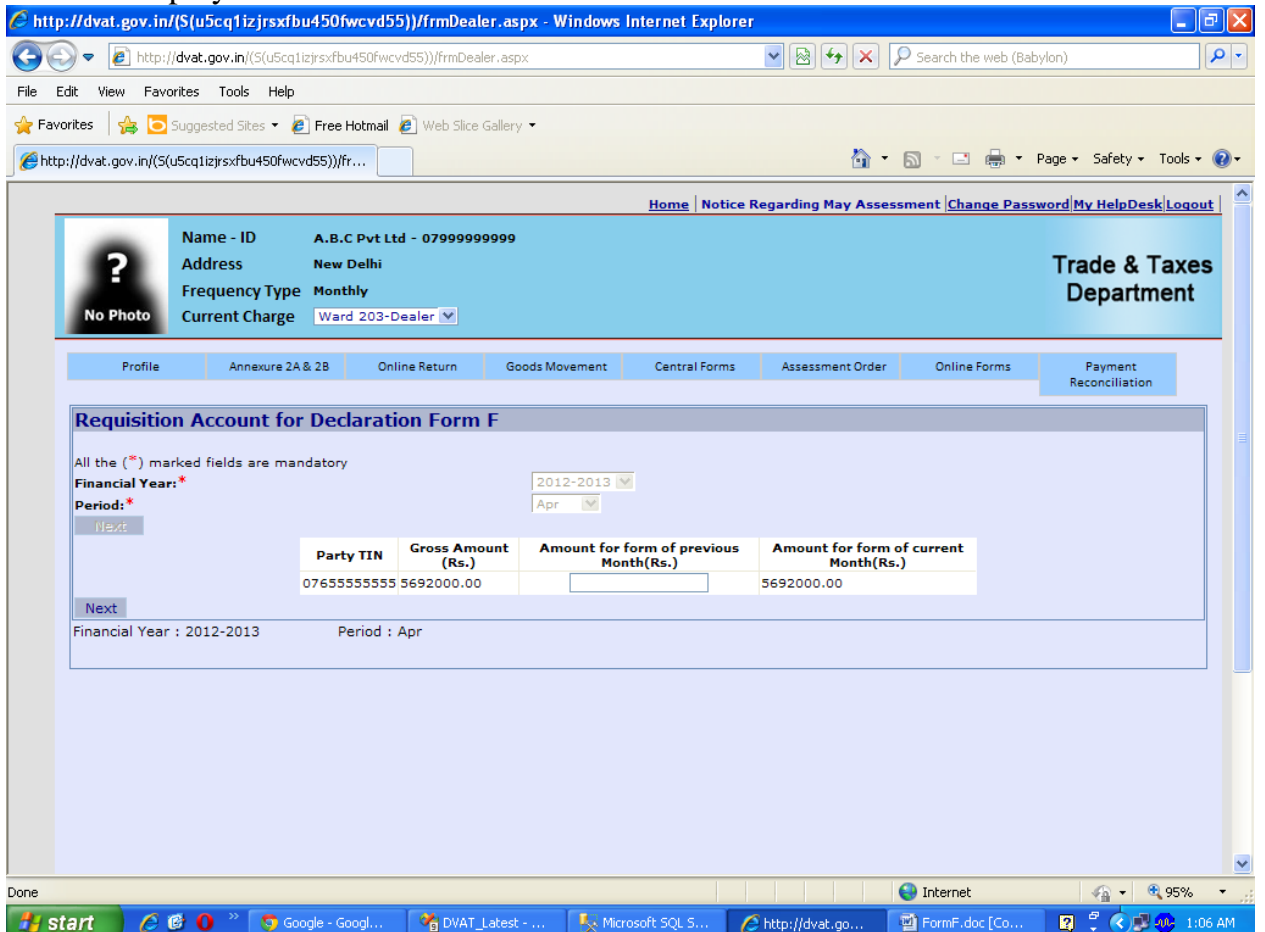 http://dvat.gov.in/(S(u5cq1izjrsxfbu450fwcvd55))/frmDealer.aspx - Windows Internet Explorer
http://dvat.gov.in/(S(u5cq1izjrsxfbu450fwcvd55))/frmDealer.aspx
Search the web (Babylon)
File Edit View Favorites Tools Help
Favorites Suggested Sites Free Hotmail Web Slice Gallery
http://dvat.gov.in/(S(u5cq1izjrsxfbu450fwcvd55))/fr...
Page Safety Tools
Home | Notice Regarding May Assessment |Change Password|My HelpDesk|Logout |
? No Photo
Name - ID A.B.C Pvt Ltd - 07999999999
Address New Delhi
Frequency Type Monthly
Current Charge Ward 203-Dealer
Trade & Taxes
Department
Profile Annexure 2A & 2B Online Return Goods Movement Central Forms Assessment Order Online Forms Payment Reconciliation
Requisition Account for Declaration Form F
All the (*) marked fields are mandatory
Financial Year:* 2012-2013
Period:* Apr
Next
Party TIN Gross Amount (Rs.) Amount for form of previous Month(Rs.) Amount for form of current Month(Rs.)
07655555555 5692000.00 5692000.00
Next
Financial Year : 2012-2013 Period : Apr
Done Internet 95%
start Google - Googl... DVAT_Latest - ... Microsoft SQL S... http://dvat.go... FormF.doc [Co... 1:06 AM